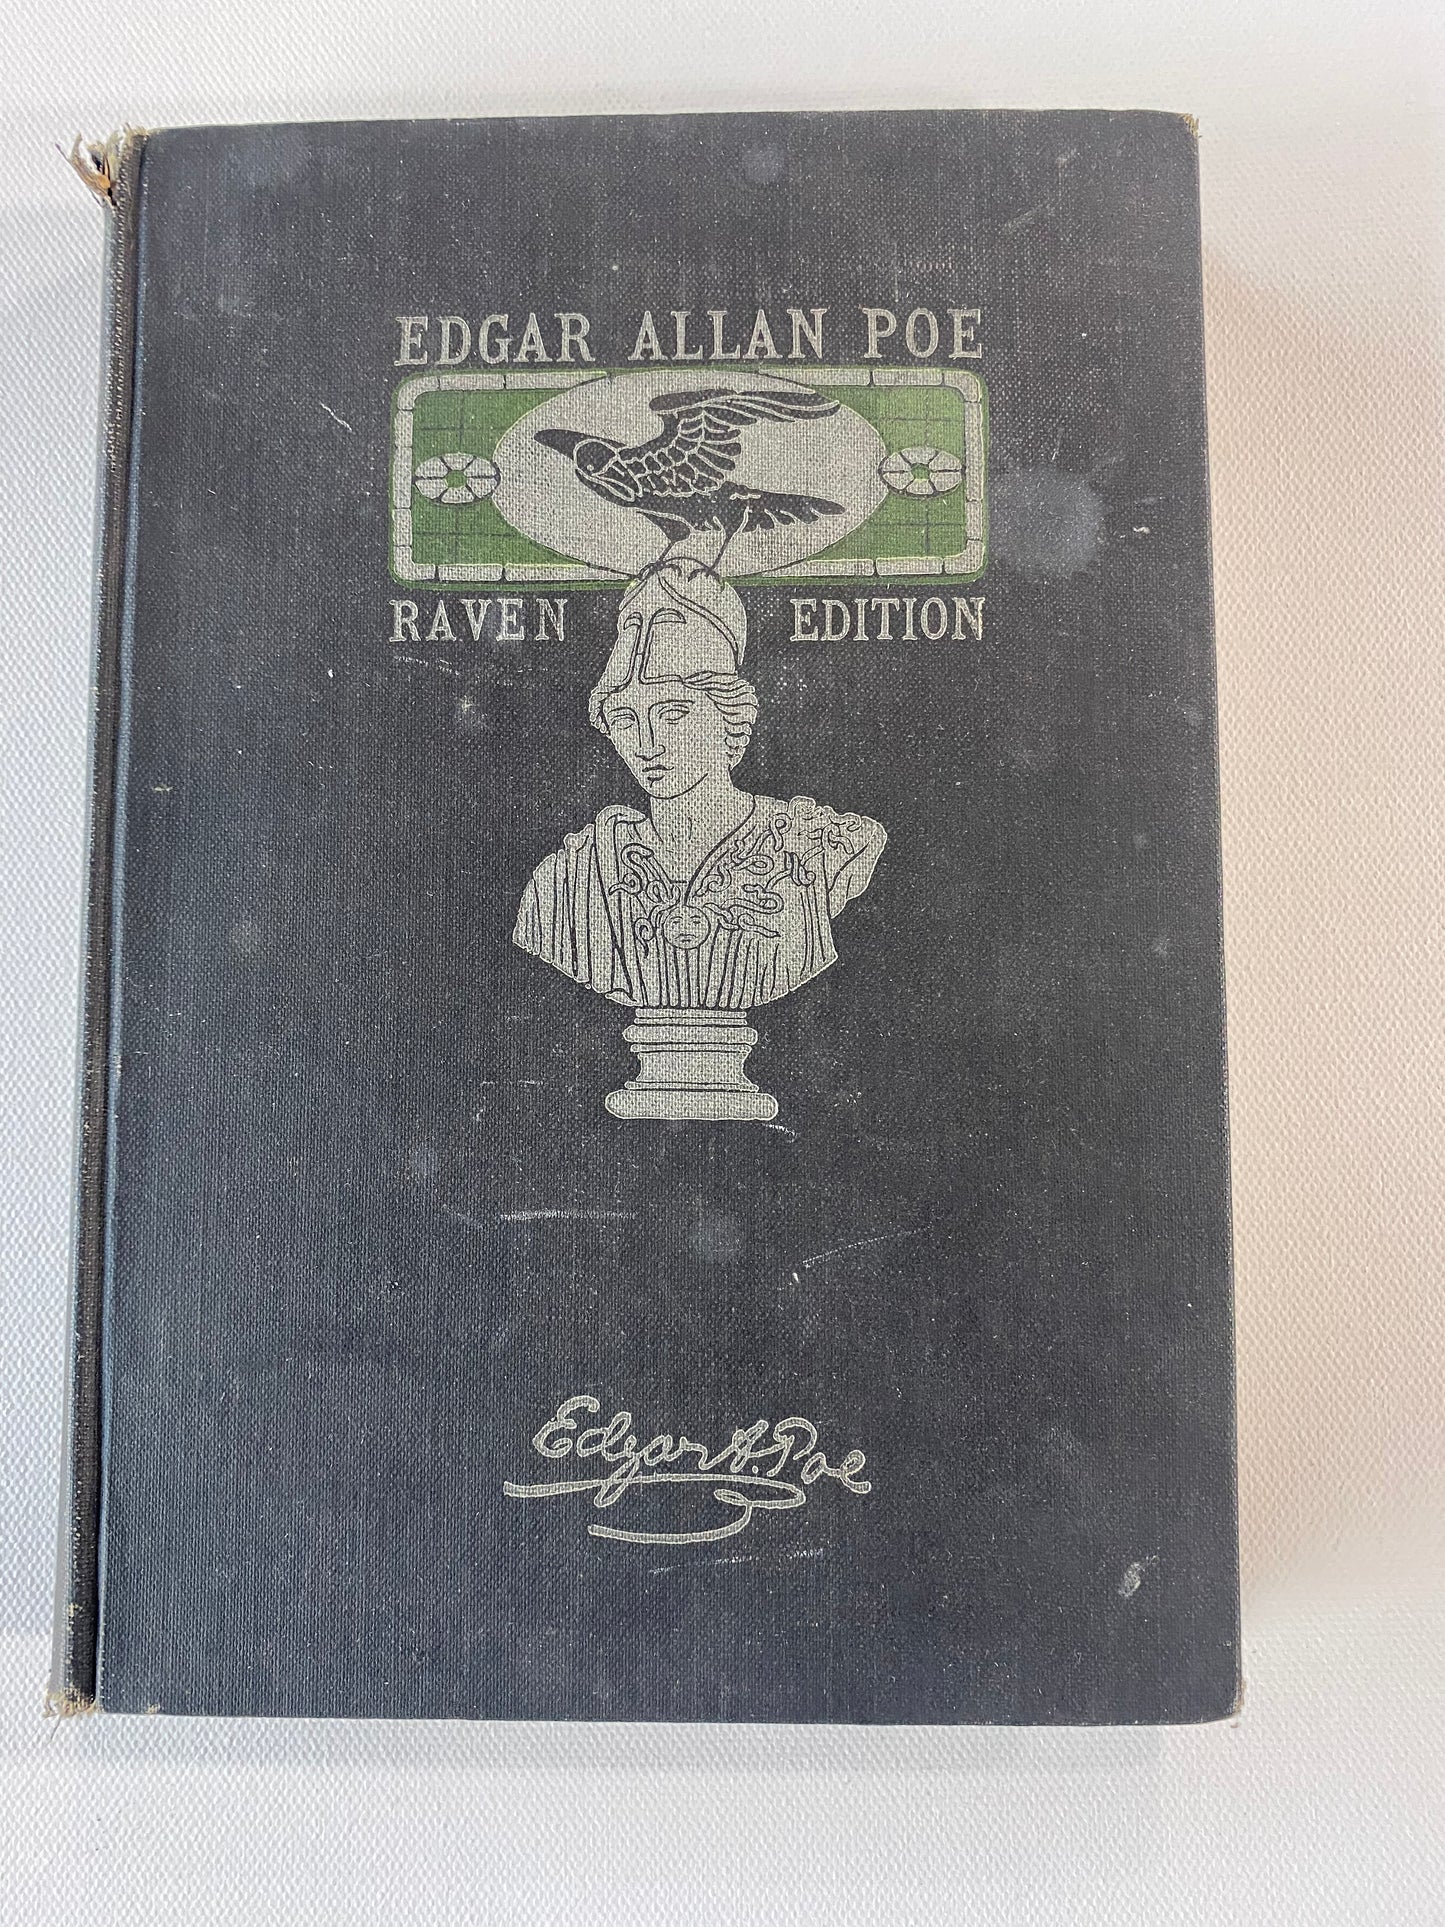 EDGAR ALLAN POE
RAVEN EDITION
Edgar A. Poe